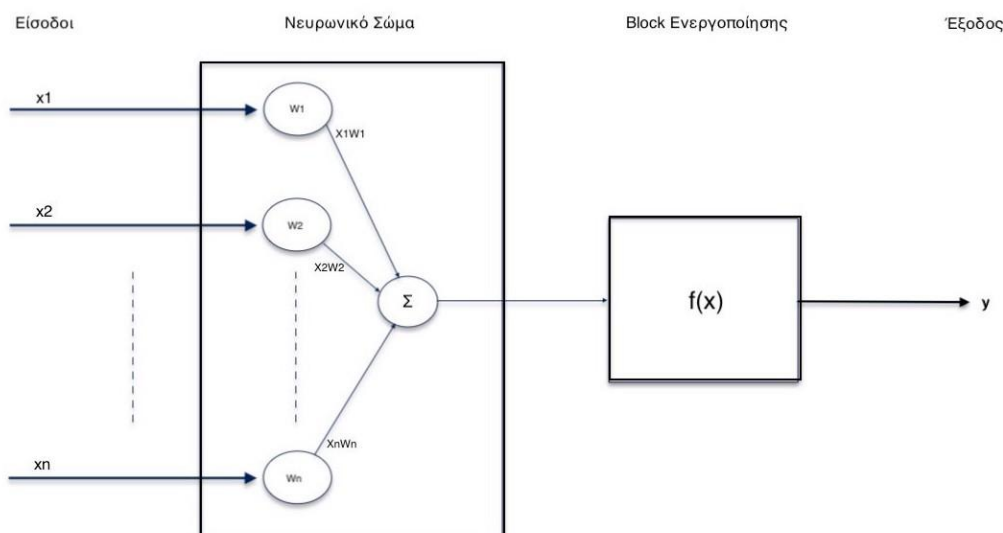 Είσοδοι
Νευρωνικό Σώμα
Block Ενεργοποίησης
Έξοδος
x1
W1
X1W1
x2
W2
X2W2
Σ
f(x)
y
XnWn
xn
Wn